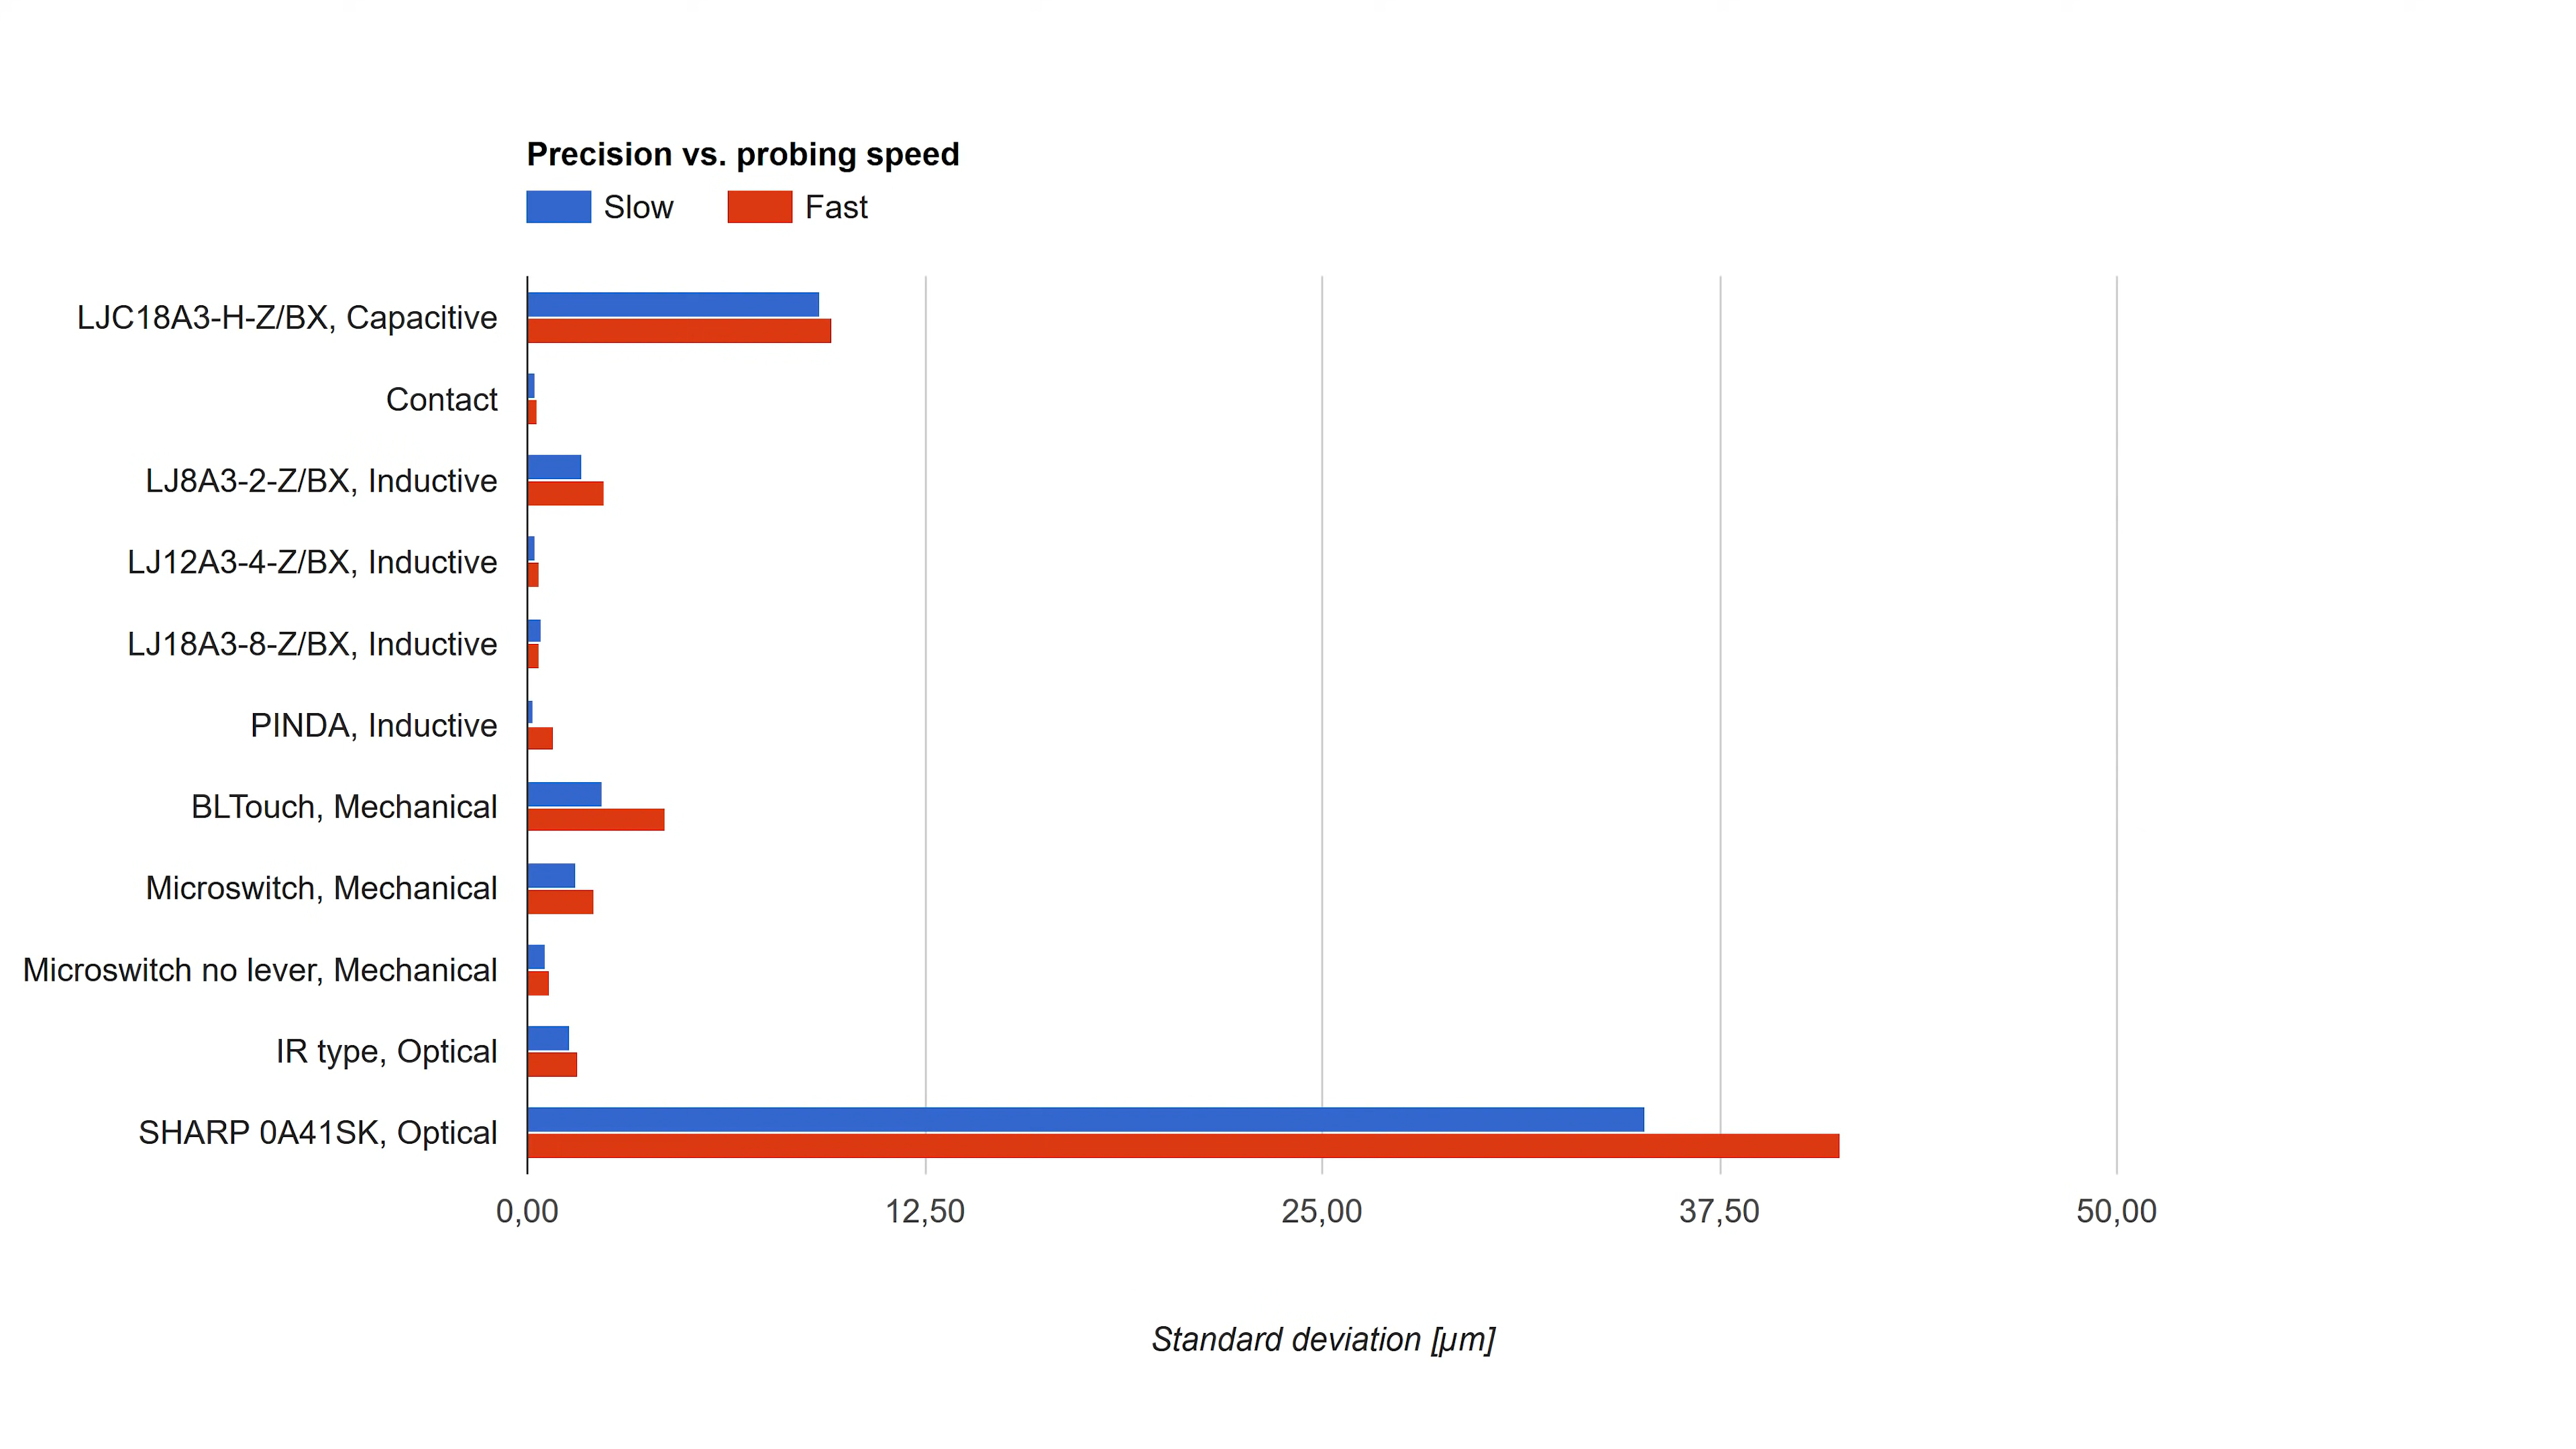 Precision vs. probing speed
Slow Fast
LJC18A3-H-Z/BX, Capacitive
Contact
LJ8A3-2-Z/BX, Inductive
LJ12A3-4-Z/BX, Inductive
LJ18A3-8-Z/BX, Inductive
PINDA, Inductive
BLTouch, Mechanical
Microswitch, Mechanical
Microswitch no lever, Mechanical
IR type, Optical
SHARP 0A41SK, Optical
0,00 12,50 25,00 37,50 50,00
Standard deviation [µm]